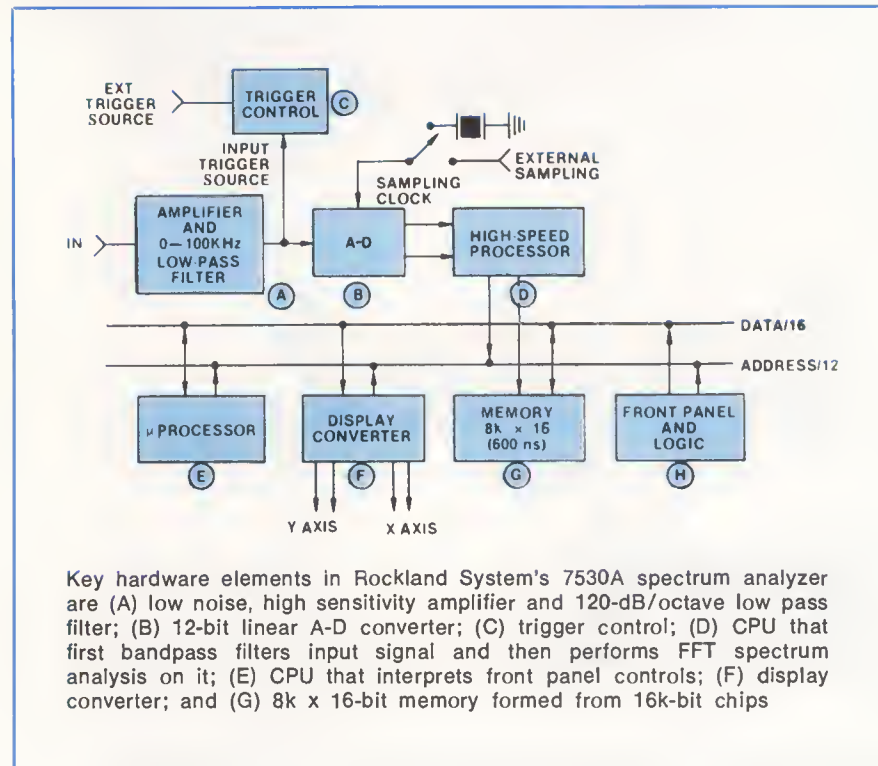 EXT
TRIGGER
SOURCE
TRIGGER
CONTROL
C
INPUT
TRIGGER
SOURCE
SAMPLING
CLOCK
EXTERNAL
SAMPLING
IN
AMPLIFIER
AND
0—100KHz
LOW-PASS
FILTER
A
A-D
B
HIGH-SPEED
PROCESSOR
D
DATA/16
ADDRESS/12
μ PROCESSOR
E
DISPLAY
CONVERTER
F
Y AXIS
X AXIS
MEMORY
8k × 16
(600 ns)
G
FRONT PANEL
AND
LOGIC
H
Key hardware elements in Rockland System's 7530A spectrum analyzer
are (A) low noise, high sensitivity amplifier and 120-dB/octave low pass
filter; (B) 12-bit linear A-D converter; (C) trigger control; (D) CPU that
first bandpass filters input signal and then performs FFT spectrum
analysis on it; (E) CPU that interprets front panel controls; (F) display
converter; and (G) 8k x 16-bit memory formed from 16k-bit chips